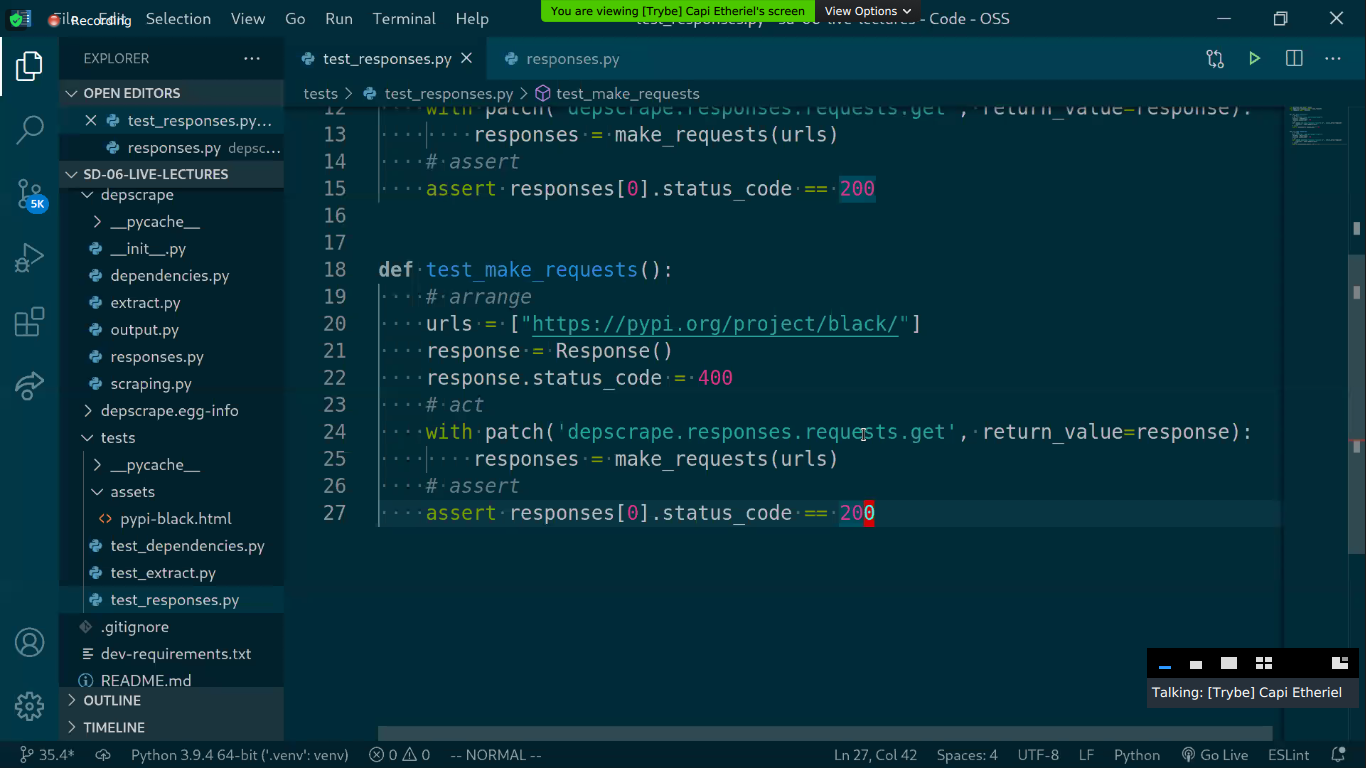 File Edit Selection View Go Run Terminal Help
Recording
You are viewing [Trybe] Capi Etheriel's screen
View Options
test_responses.py - sd-06-live-lectures - Code - OSS
EXPLORER
test_responses.py
responses.py
OPEN EDITORS
tests > test_responses.py > test_make_requests
test_responses.py...
responses.py depsc...
SD-06-LIVE-LECTURES
depscrape
__pycache__
__init__.py
dependencies.py
extract.py
output.py
responses.py
scraping.py
depscrape.egg-info
tests
__pycache__
assets
pypi-black.html
test_dependencies.py
test_extract.py
test_responses.py
.gitignore
dev-requirements.txt
README.md
OUTLINE
TIMELINE
5K
12 with patch('depscrape.responses.requests.get', return_value=response):
13 responses = make_requests(urls)
14 # assert
15 assert responses[0].status_code == 200
16
17
18 def test_make_requests():
19 # arrange
20 urls = ["https://pypi.org/project/black/"]
21 response = Response()
22 response.status_code = 400
23 # act
24 with patch('depscrape.responses.requests.get', return_value=response):
25 responses = make_requests(urls)
26 # assert
27 assert responses[0].status_code == 200
Talking: [Trybe] Capi Etheriel
35.4* Python 3.9.4 64-bit ('.venv': venv) 0 0 -- NORMAL -- Ln 27, Col 42 Spaces: 4 UTF-8 LF Python Go Live ESLint